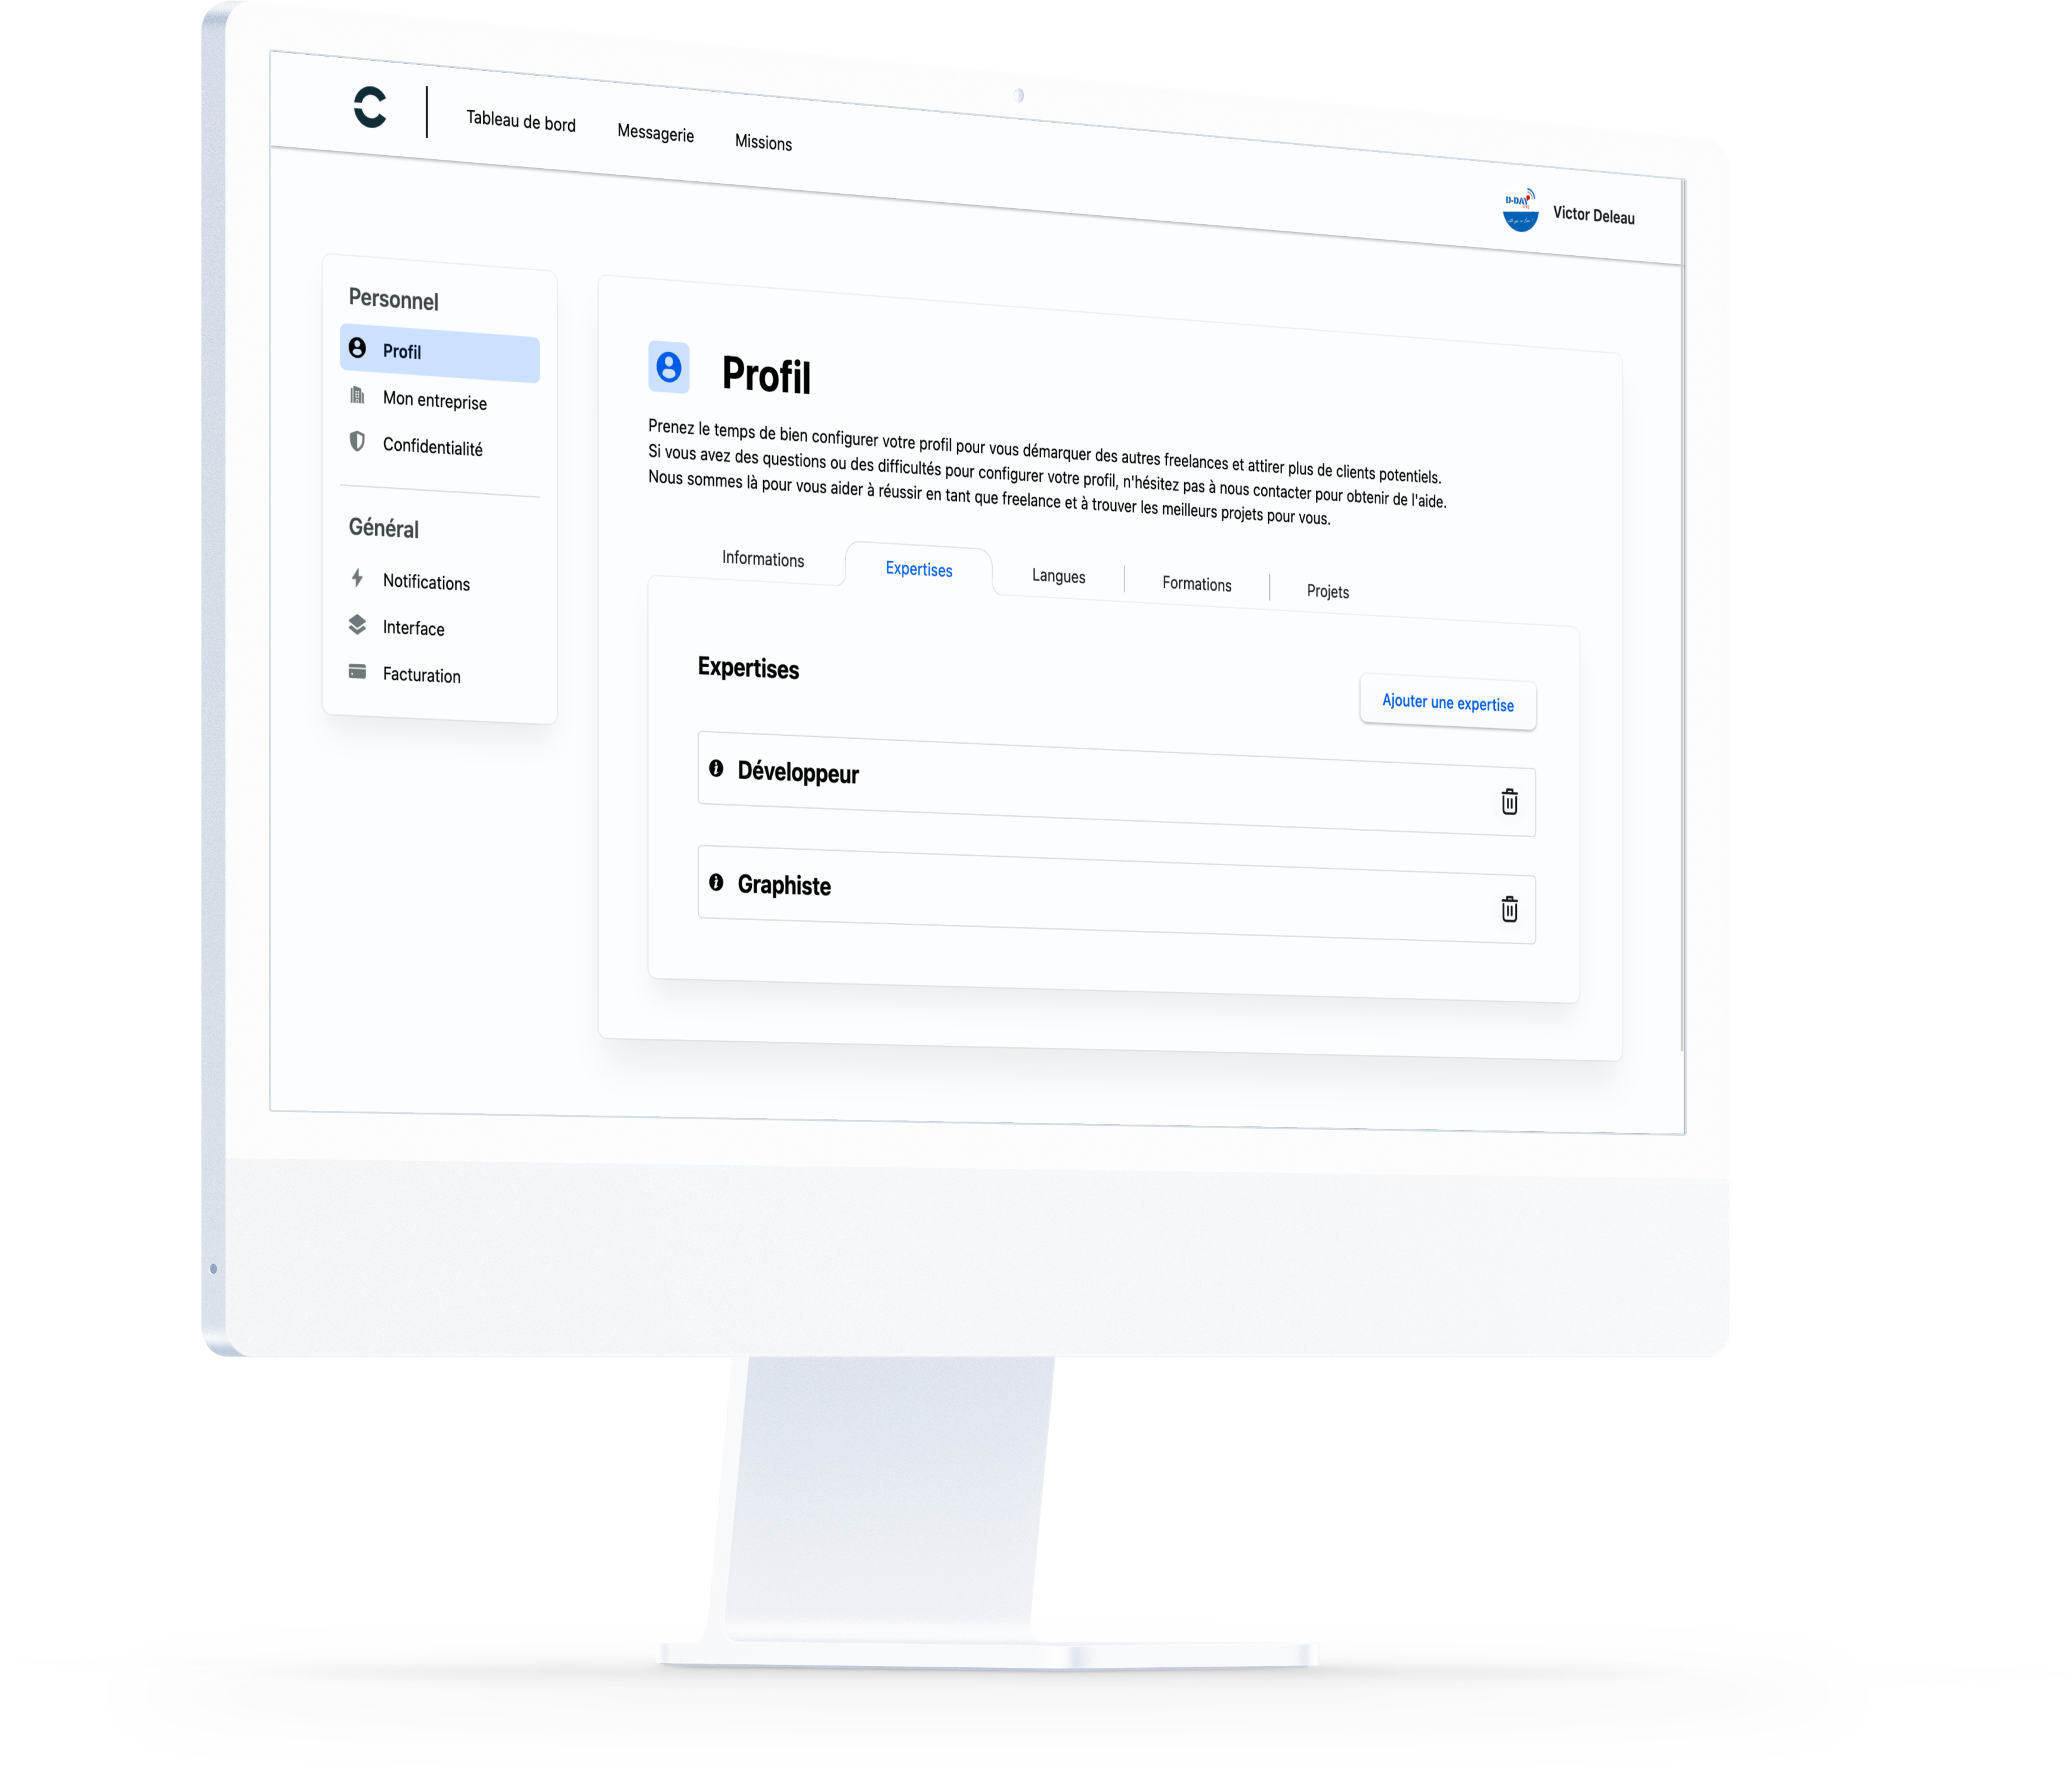 Tableau de bord
Messagerie
Missions
D-DAY
Victor Deleau
Personnel
Profil
Mon entreprise
Confidentialité
Général
Notifications
Interface
Facturation
Profil
Prenez le temps de bien configurer votre profil pour vous démarquer des autres freelances et attirer plus de clients potentiels.
Si vous avez des questions ou des difficultés pour configurer votre profil, n'hésitez pas à nous contacter pour obtenir de l'aide.
Nous sommes là pour vous aider à réussir en tant que freelance et à trouver les meilleurs projets pour vous.
Informations
Expertises
Langues
Formations
Projets
Expertises
Ajouter une expertise
Développeur
Graphiste